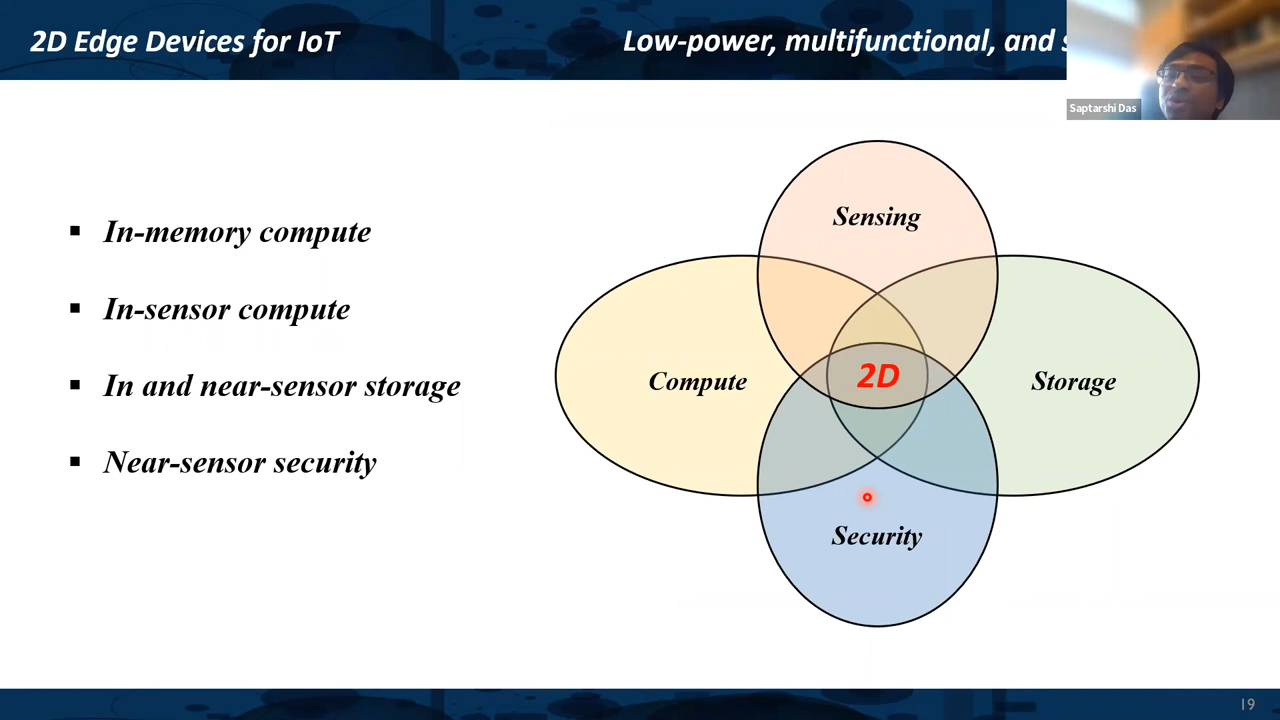 2D Edge Devices for IoT
Low-power, multifunctional, and
Saptarshi Das
In-memory compute
In-sensor compute
In and near-sensor storage
Near-sensor security
Sensing
Compute
2D
Storage
Security
19